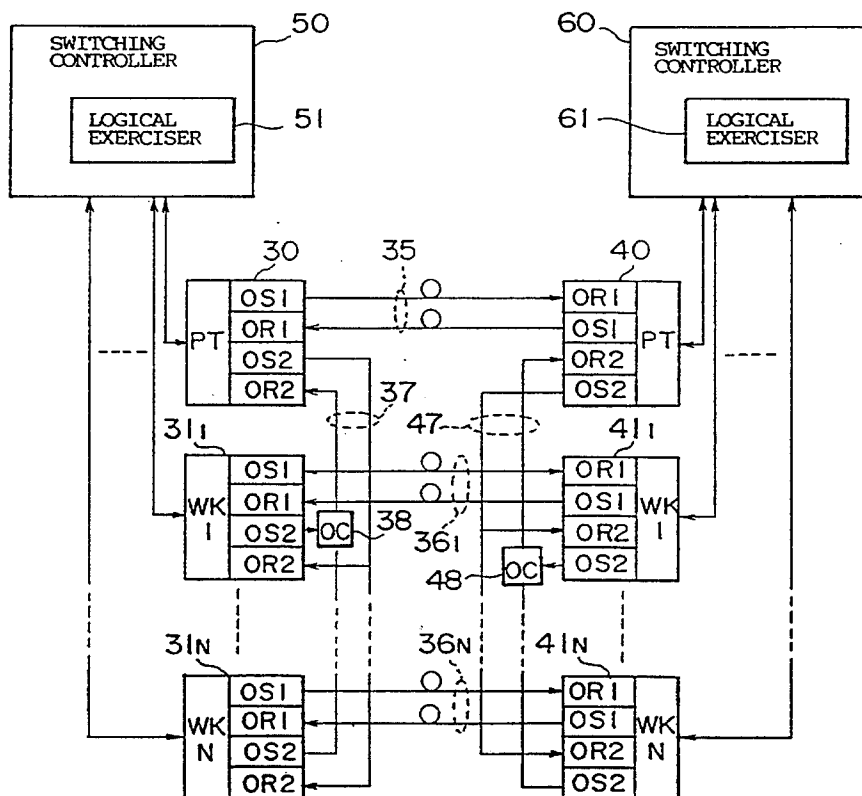 50
SWITCHING
CONTROLLER
LOGICAL
EXERCISER
51
60
SWITCHING
CONTROLLER
LOGICAL
EXERCISER
61
30
PT
OS1
OR1
OS2
OR2
35
40
OR1
OS1
OR2
OS2
PT
37
47
311
WK
1
OS1
OR1
OS2
OR2
OC
38
361
411
OR1
OS1
OR2
OS2
WK
1
48
OC
31N
WK
N
OS1
OR1
OS2
OR2
36N
41N
OR1
OS1
OR2
OS2
WK
N